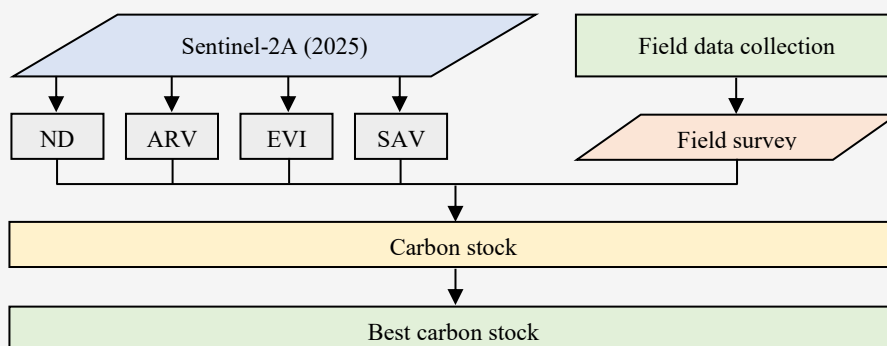 Sentinel-2A (2025)
Field data collection
ND
ARV
EVI
SAV
Field survey
Carbon stock
Best carbon stock